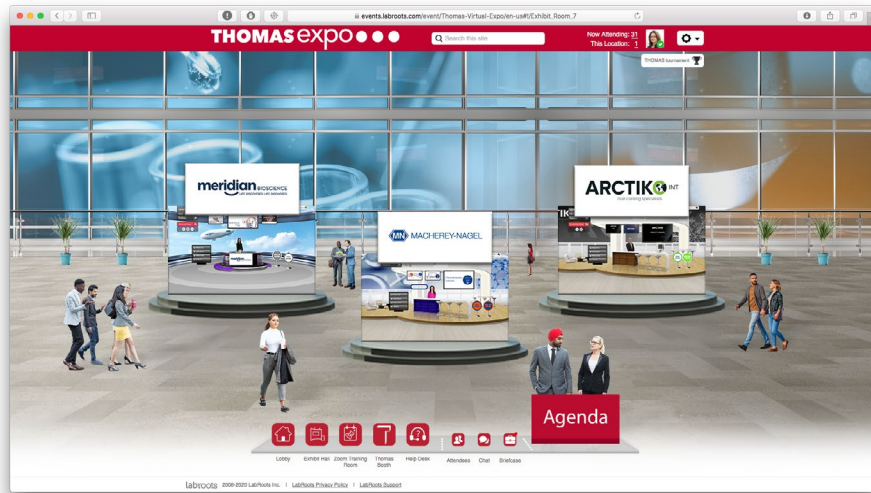 events.labroots.com/event/Thomas-Virtual-Expo/en-us#!/Exhibit_Room_7
THOMAS expo
Search this site
Now Attending: 31
This Location: 1
THOMAS tournament
meridian BIOSCIENCE
ARCTIKO INT
MN MACHEREY-NAGEL
meridian
Agenda
Lobby
Exhibit Hall
Zoom Training Room
Thomas Booth
Help Desk
Attendees
Chat
Briefcase
labroots 2008-2020 LabRoots Inc. | LabRoots Privacy Policy | LabRoots Support